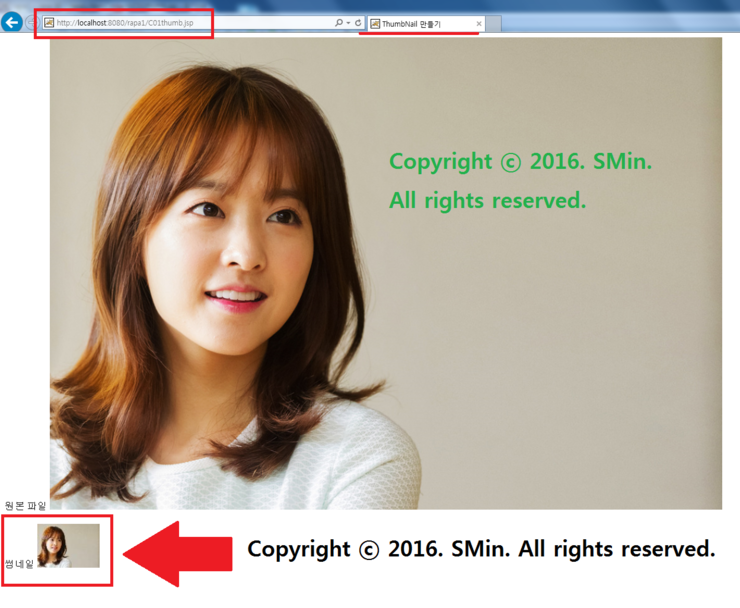 http://localhost:8080/rapa1/C01thumb.jsp
ThumbNail 만들기
Copyright ⓒ 2016. SMin.
All rights reserved.
원본 파일
썸네일
Copyright ⓒ 2016. SMin. All rights reserved.